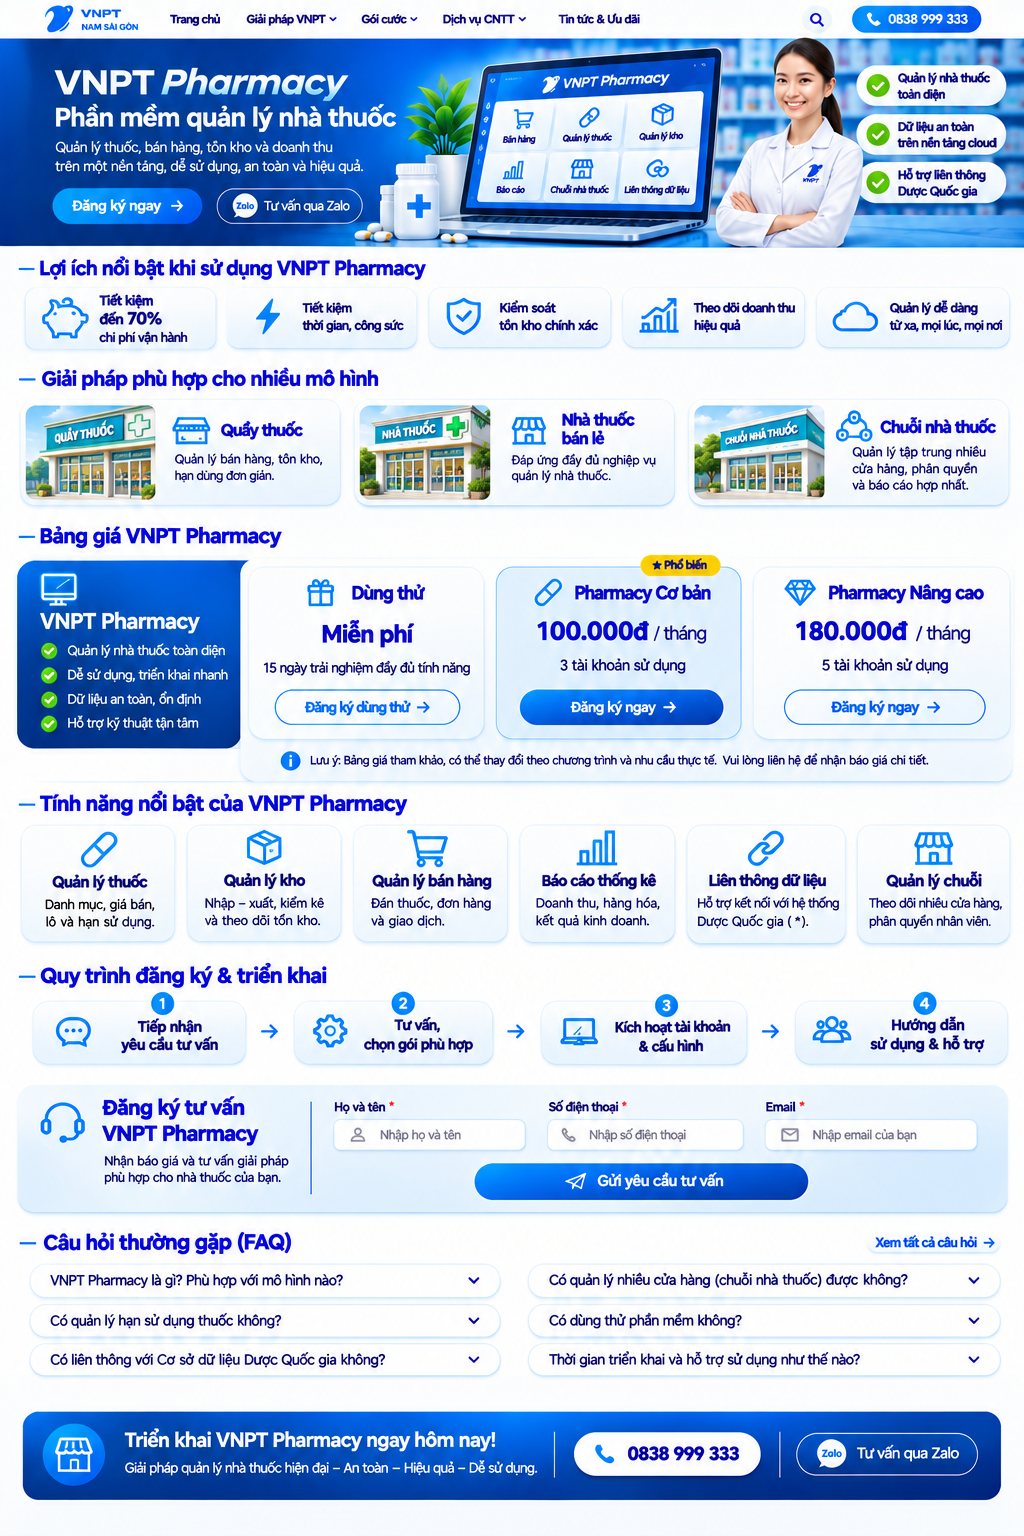 VNPT
NAM SÀI GÒN
Trang chủ
Giải pháp VNPT
Gói cước
Dịch vụ CNTT
Tin tức & Ưu đãi
0838 999 333
VNPT Pharmacy
Phần mềm quản lý nhà thuốc
Quản lý thuốc, bán hàng, tồn kho và doanh thu
trên một nền tảng, dễ sử dụng, an toàn và hiệu quả.
Đăng ký ngay
Zalo Tư vấn qua Zalo
VNPT Pharmacy
Bán hàng
Quản lý thuốc
Quản lý kho
Báo cáo
Chuỗi nhà thuốc
Liên thông dữ liệu
VNPT
Quản lý nhà thuốc
toàn diện
Dữ liệu an toàn
trên nền tảng cloud
Hỗ trợ liên thông
Dược Quốc gia
Lợi ích nổi bật khi sử dụng VNPT Pharmacy
Tiết kiệm
đến 70%
chi phí vận hành
Tiết kiệm
thời gian, công sức
Kiểm soát
tồn kho chính xác
Theo dõi doanh thu
hiệu quả
Quản lý dễ dàng
từ xa, mọi lúc, mọi nơi
Giải pháp phù hợp cho nhiều mô hình
QUẦY THUỐC
Quầy thuốc
Quản lý bán hàng, tồn kho,
hạn dùng đơn giản.
NHÀ THUỐC
Nhà thuốc
bán lẻ
Đáp ứng đầy đủ nghiệp vụ
quản lý nhà thuốc.
CHUỖI NHÀ THUỐC
Chuỗi nhà thuốc
Quản lý tập trung nhiều
cửa hàng, phân quyền
và báo cáo hợp nhất.
Bảng giá VNPT Pharmacy
VNPT Pharmacy
Quản lý nhà thuốc toàn diện
Dễ sử dụng, triển khai nhanh
Dữ liệu an toàn, ổn định
Hỗ trợ kỹ thuật tận tâm
Dùng thử
Miễn phí
15 ngày trải nghiệm đầy đủ tính năng
Đăng ký dùng thử
Phổ biến
Pharmacy Cơ bản
100.000đ / tháng
3 tài khoản sử dụng
Đăng ký ngay
Pharmacy Nâng cao
180.000đ / tháng
5 tài khoản sử dụng
Đăng ký ngay
Lưu ý: Bảng giá tham khảo, có thể thay đổi theo chương trình và nhu cầu thực tế. Vui lòng liên hệ để nhận báo giá chi tiết.
Tính năng nổi bật của VNPT Pharmacy
Quản lý thuốc
Danh mục, giá bán,
lô và hạn sử dụng.
Quản lý kho
Nhập – xuất, kiểm kê
và theo dõi tồn kho.
Quản lý bán hàng
Đán thuốc, đơn hàng
và giao dịch.
Báo cáo thống kê
Doanh thu, hàng hóa,
kết quả kinh doanh.
Liên thông dữ liệu
Hỗ trợ kết nối với hệ thống
Dược Quốc gia (*).
Quản lý chuỗi
Theo dõi nhiều cửa hàng,
phân quyền nhân viên.
Quy trình đăng ký & triển khai
1
Tiếp nhận
yêu cầu tư vấn
2
Tư vấn,
chọn gói phù hợp
3
Kích hoạt tài khoản
& cấu hình
4
Hướng dẫn
sử dụng & hỗ trợ
Đăng ký tư vấn
VNPT Pharmacy
Nhận báo giá và tư vấn giải pháp
phù hợp cho nhà thuốc của bạn.
Họ và tên *
Nhập họ và tên
Số điện thoại *
Nhập số điện thoại
Email *
Nhập email của bạn
Gửi yêu cầu tư vấn
Câu hỏi thường gặp (FAQ)
Xem tất cả câu hỏi
VNPT Pharmacy là gì? Phù hợp với mô hình nào?
Có quản lý nhiều cửa hàng (chuỗi nhà thuốc) được không?
Có quản lý hạn sử dụng thuốc không?
Có dùng thử phần mềm không?
Có liên thông với Cơ sở dữ liệu Dược Quốc gia không?
Thời gian triển khai và hỗ trợ sử dụng như thế nào?
Triển khai VNPT Pharmacy ngay hôm nay!
Giải pháp quản lý nhà thuốc hiện đại – An toàn – Hiệu quả – Dễ sử dụng.
0838 999 333
Zalo Tư vấn qua Zalo